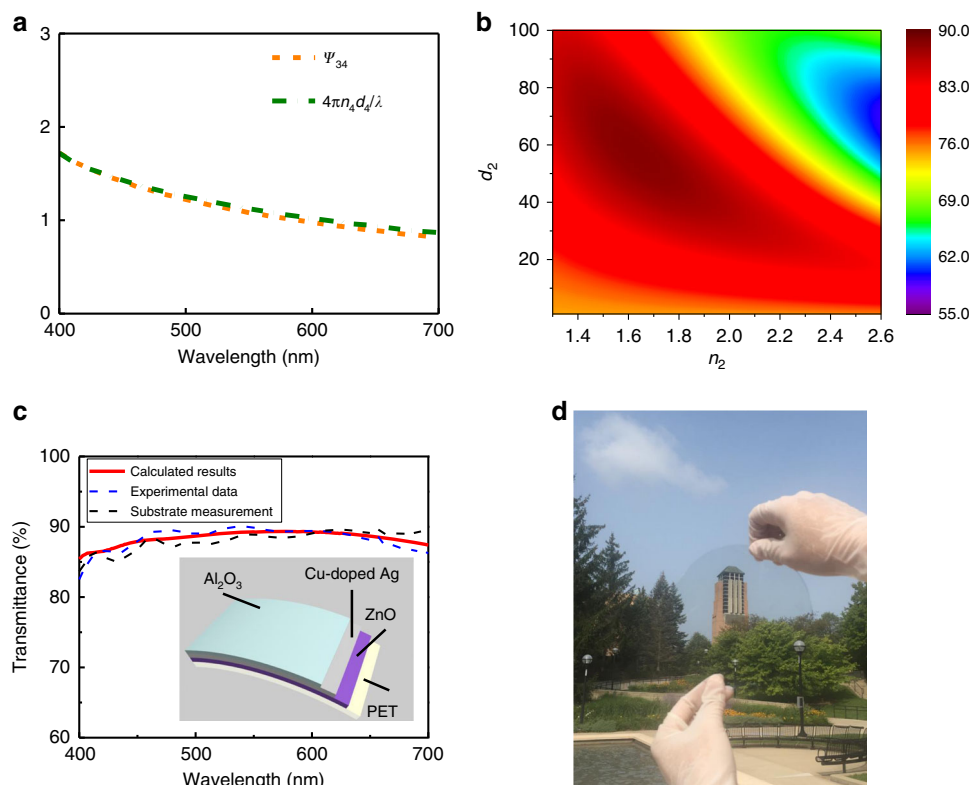 a
3
2
1
0
400
500
600
700
Wavelength (nm)
Ψ₃₄
4πn₄d₄/λ
b
100
80
60
40
20
d₂
1.4
1.6
1.8
2.0
2.2
2.4
2.6
n₂
90.0
83.0
76.0
69.0
62.0
55.0
c
100
90
80
70
60
Transmittance (%)
Calculated results
Experimental data
Substrate measurement
Al₂O₃
Cu-doped Ag
ZnO
PET
400
500
600
700
Wavelength (nm)
d